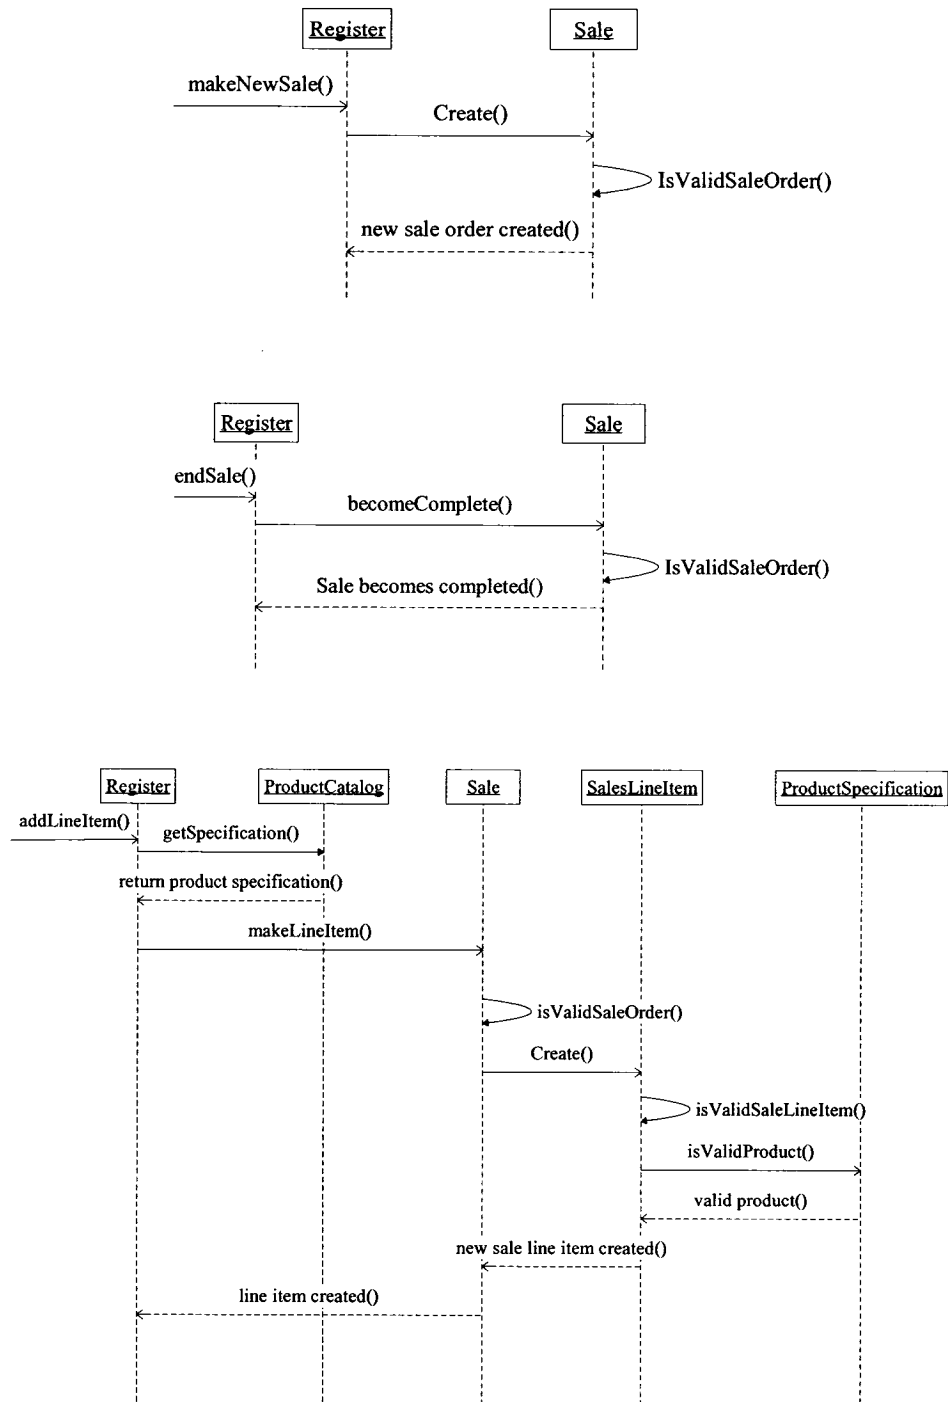 Register
Sale
makeNewSale()
Create()
IsValidSaleOrder()
new sale order created()
Register
Sale
endSale()
becomeComplete()
IsValidSaleOrder()
Sale becomes completed()
Register
ProductCatalog
Sale
SalesLineItem
ProductSpecification
addLineItem()
getSpecification()
return product specification()
makeLineItem()
isValidSaleOrder()
Create()
isValidSaleLineItem()
isValidProduct()
valid product()
new sale line item created()
line item created()